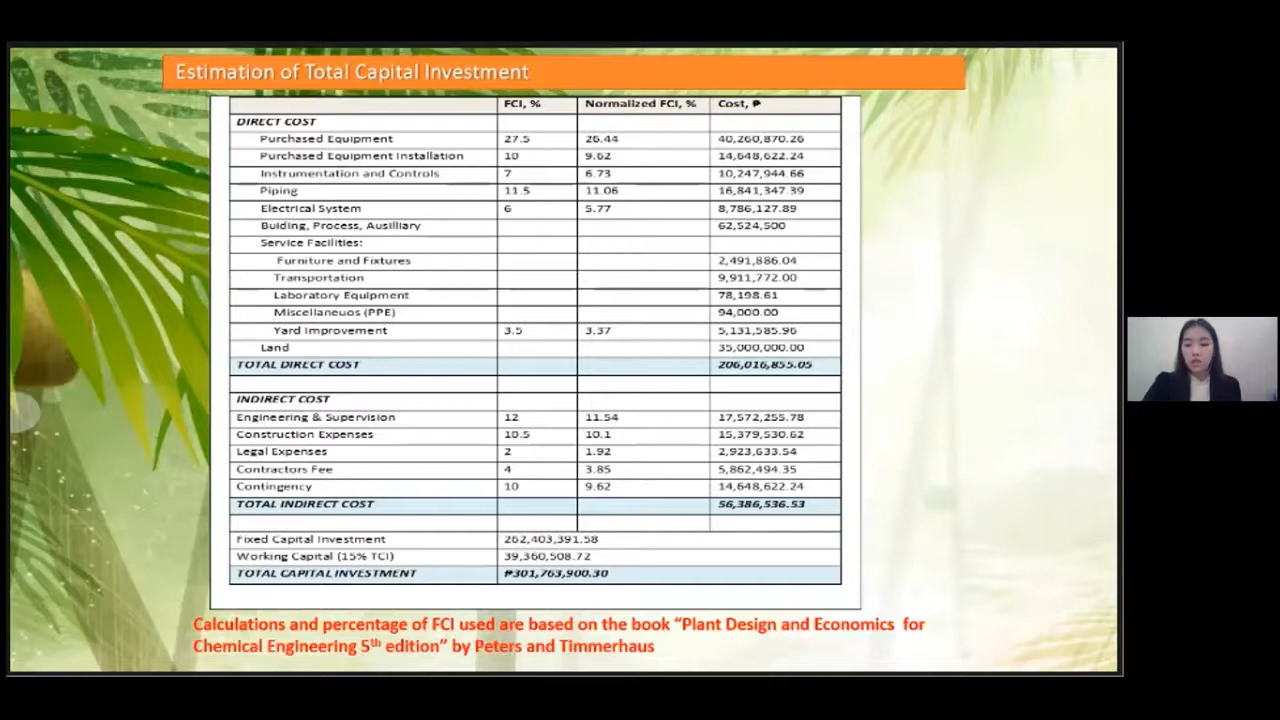 Estimation of Total Capital Investment
FCI, % Normalized FCI, % Cost, ₱
DIRECT COST
Purchased Equipment 27.5 26.44 40,260,870.26
Purchased Equipment Installation 10 9.62 14,648,622.24
Instrumentation and Controls 7 6.73 10,247,944.66
Piping 11.5 11.06 16,841,347.39
Electrical System 6 5.77 8,786,127.89
Buiding, Process, Ausilliary 62,524,500
Service Facilities:
Furniture and Fixtures 2,491,886.04
Transportation 9,911,772.00
Laboratory Equipment 78,198.61
Miscellaneuos (PPE) 94,000.00
Yard Improvement 3.5 3.37 5,131,585.96
Land 35,000,000.00
TOTAL DIRECT COST 206,016,855.05
INDIRECT COST
Engineering & Supervision 12 11.54 17,572,255.78
Construction Expenses 10.5 10.1 15,379,530.62
Legal Expenses 2 1.92 2,923,633.54
Contractors Fee 4 3.85 5,862,494.35
Contingency 10 9.62 14,648,622.24
TOTAL INDIRECT COST 56,386,536.53
Fixed Capital Investment 262,403,391.58
Working Capital (15% TCI) 39,360,508.72
TOTAL CAPITAL INVESTMENT ₱301,763,900.30
Calculations and percentage of FCI used are based on the book “Plant Design and Economics for
Chemical Engineering 5th edition” by Peters and Timmerhaus